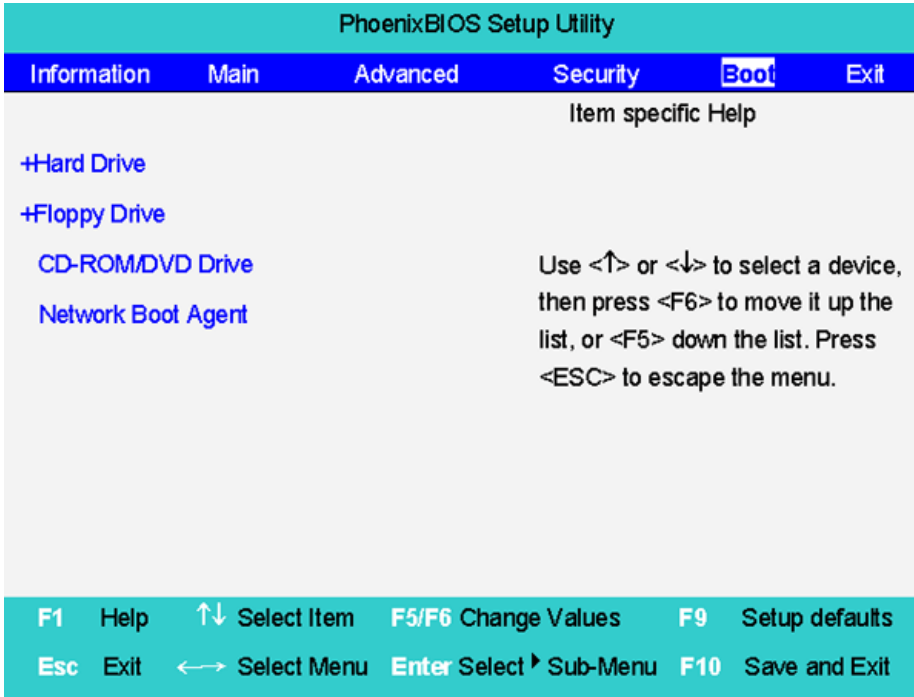 PhoenixBIOS Setup Utility
Information Main Advanced Security Boot Exit
Item specific Help
+Hard Drive
+Floppy Drive
CD-ROM/DVD Drive
Network Boot Agent
Use <↑> or <↓> to select a device,
then press <F6> to move it up the
list, or <F5> down the list. Press
<ESC> to escape the menu.
F1 Help ↑↓ Select Item F5/F6 Change Values F9 Setup defaults
Esc Exit ←→ Select Menu Enter Select ▸ Sub-Menu F10 Save and Exit